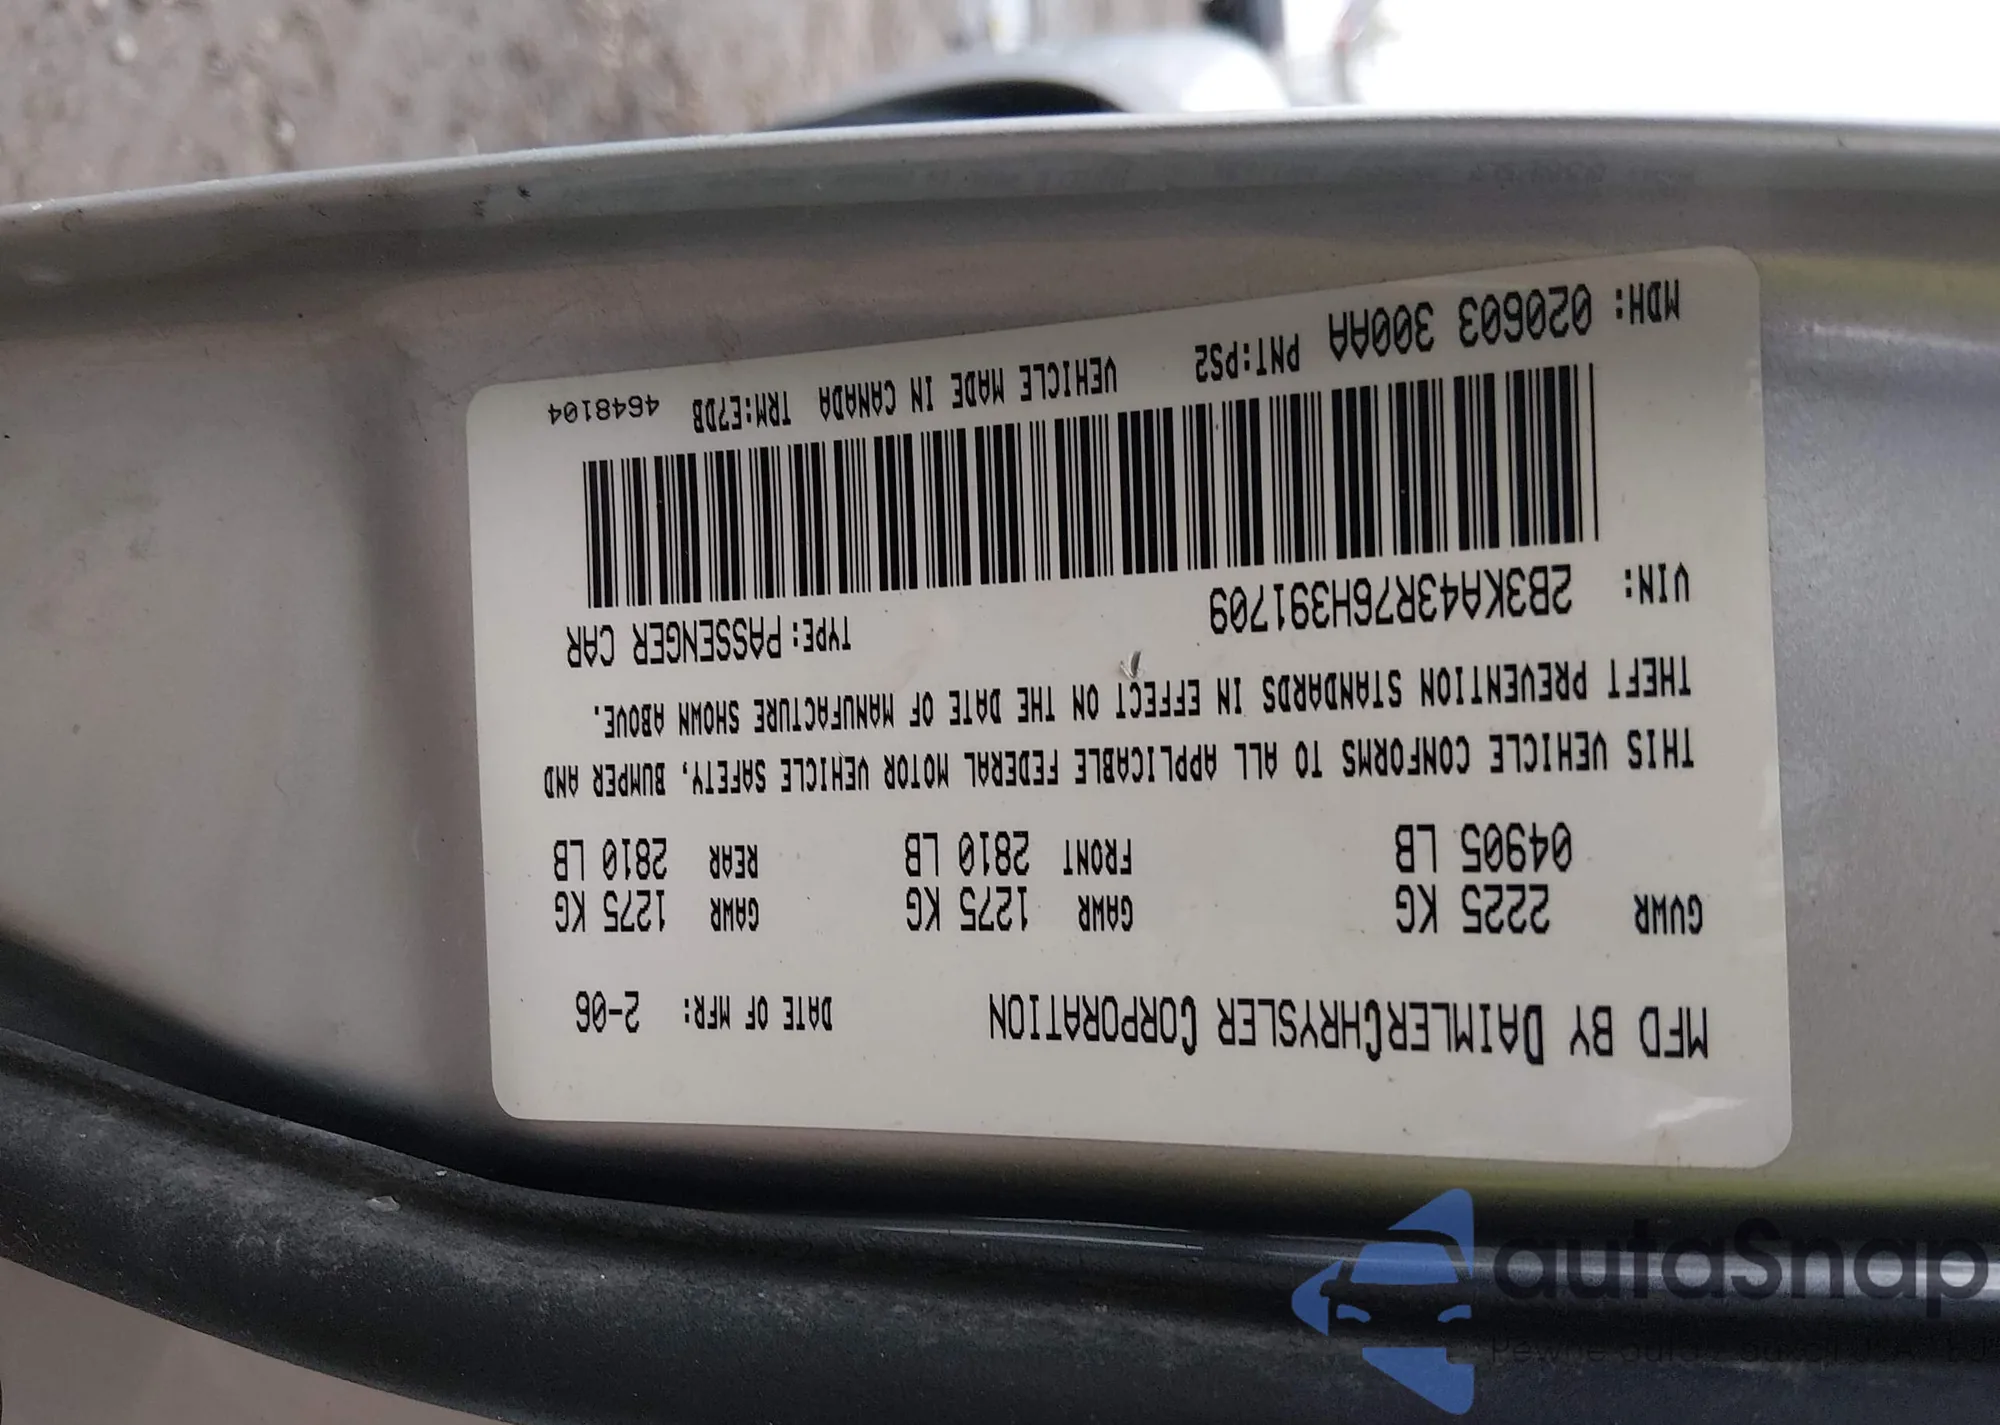 MFD BY DAIMLERCHRYSLER CORPORATION DATE OF MFR: 2-06
GVWR 2225 KG GAWR 1275 KG GAWR 1275 KG
04905 LB FRONT 2810 LB REAR 2810 LB
THIS VEHICLE CONFORMS TO ALL APPLICABLE FEDERAL MOTOR VEHICLE SAFETY, BUMPER AND
THEFT PREVENTION STANDARDS IN EFFECT ON THE DATE OF MANUFACTURE SHOWN ABOVE.
VIN: 2B3KA43R76H391709 TYPE: PASSENGER CAR
MDH: 020603 300AA PNT:PS2 VEHICLE MADE IN CANADA TRM:E7DB 4648104
autaSnap